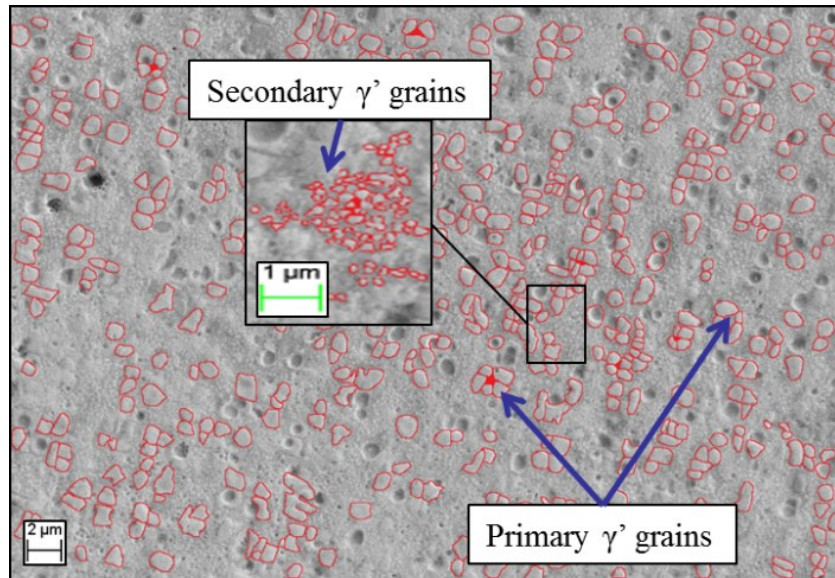 Secondary γ’ grains
1 µm
2 µm
Primary γ’ grains